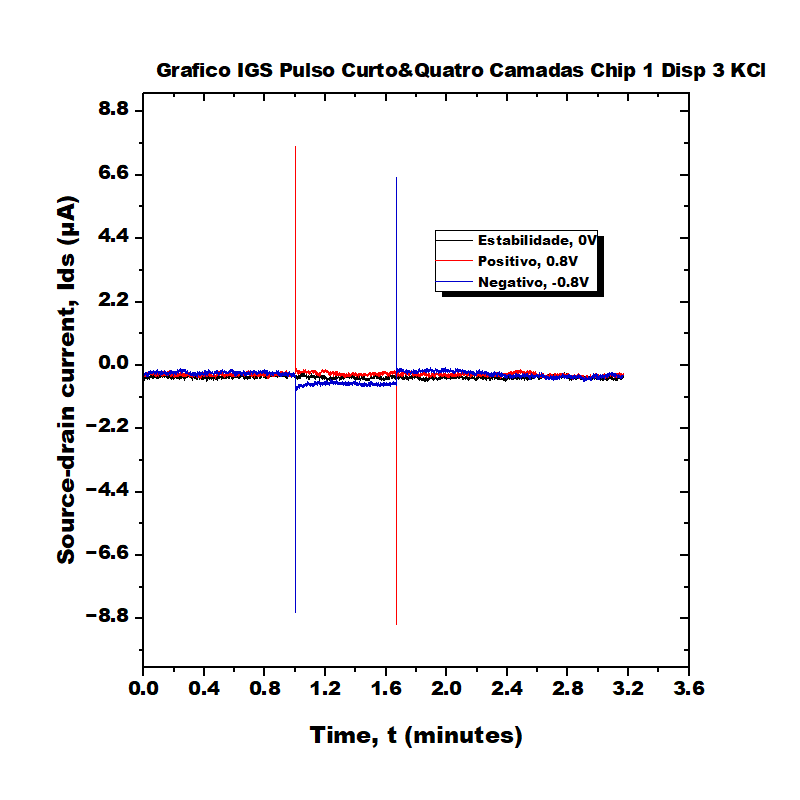 Grafico IGS Pulso Curto&Quatro Camadas Chip 1 Disp 3 KCl
8.8
6.6
4.4
2.2
0.0
−2.2
−4.4
−6.6
−8.8
Source-drain current, Ids (µA)
Estabilidade, 0V
Positivo, 0.8V
Negativo, -0.8V
0.0 0.4 0.8 1.2 1.6 2.0 2.4 2.8 3.2 3.6
Time, t (minutes)